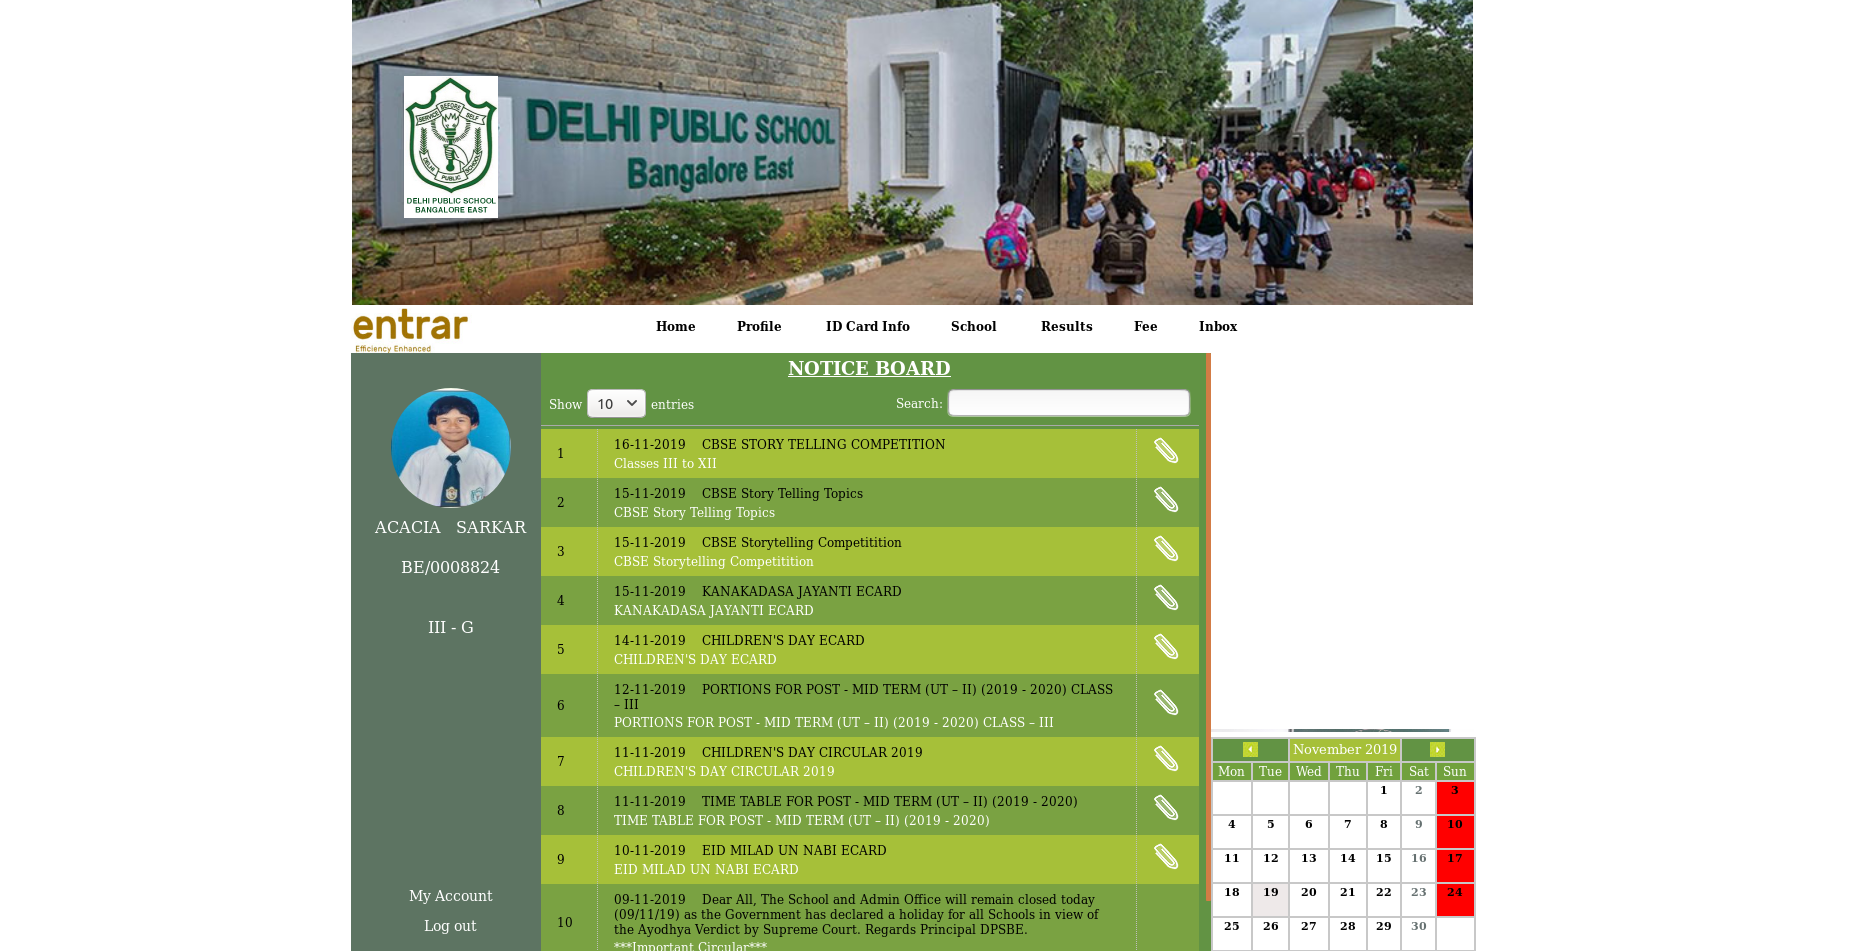 DELHI PUBLIC SCHOOL
Bangalore East
SERVICE BEFORE SELF
DELHI PUBLIC SCHOOL
DELHI PUBLIC SCHOOL
BANGALORE EAST
entrar
Efficiency Enhanced
Home Profile ID Card Info School Results Fee Inbox
NOTICE BOARD
Show 10 entries Search:
ACACIA SARKAR
BE/0008824
III - G
My Account
Log out
1 16-11-2019 CBSE STORY TELLING COMPETITION
Classes III to XII
2 15-11-2019 CBSE Story Telling Topics
CBSE Story Telling Topics
3 15-11-2019 CBSE Storytelling Competitition
CBSE Storytelling Competitition
4 15-11-2019 KANAKADASA JAYANTI ECARD
KANAKADASA JAYANTI ECARD
5 14-11-2019 CHILDREN'S DAY ECARD
CHILDREN'S DAY ECARD
6 12-11-2019 PORTIONS FOR POST - MID TERM (UT – II) (2019 - 2020) CLASS
– III
PORTIONS FOR POST - MID TERM (UT – II) (2019 - 2020) CLASS – III
7 11-11-2019 CHILDREN'S DAY CIRCULAR 2019
CHILDREN'S DAY CIRCULAR 2019
8 11-11-2019 TIME TABLE FOR POST - MID TERM (UT – II) (2019 - 2020)
TIME TABLE FOR POST - MID TERM (UT – II) (2019 - 2020)
9 10-11-2019 EID MILAD UN NABI ECARD
EID MILAD UN NABI ECARD
10 09-11-2019 Dear All, The School and Admin Office will remain closed today
(09/11/19) as the Government has declared a holiday for all Schools in view of
the Ayodhya Verdict by Supreme Court. Regards Principal DPSBE.
***Important Circular***
November 2019
Mon Tue Wed Thu Fri Sat Sun
1 2 3
4 5 6 7 8 9 10
11 12 13 14 15 16 17
18 19 20 21 22 23 24
25 26 27 28 29 30